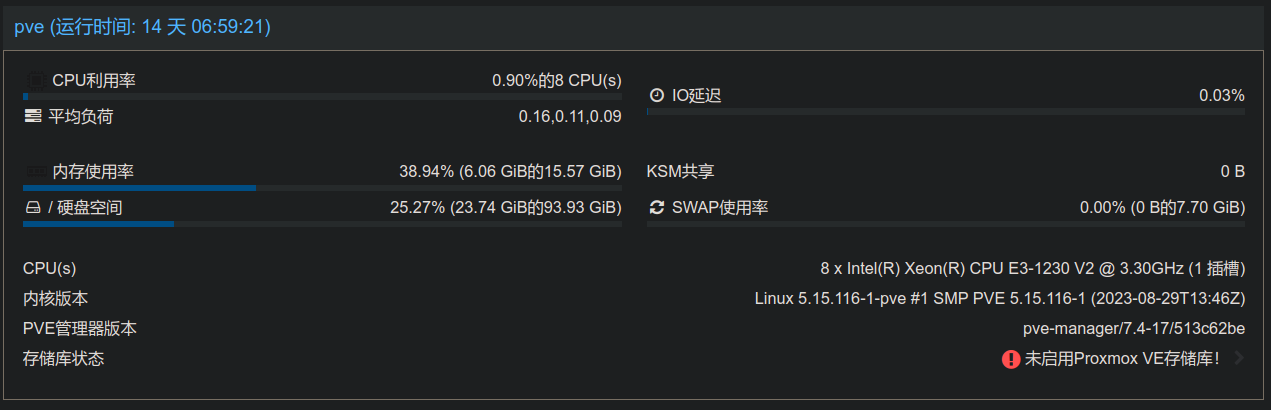 pve (运行时间: 14 天 06:59:21)
CPU利用率 0.90%的8 CPU(s)
IO延迟 0.03%
平均负荷 0.16,0.11,0.09
内存使用率 38.94% (6.06 GiB的15.57 GiB)
KSM共享 0 B
/ 硬盘空间 25.27% (23.74 GiB的93.93 GiB)
SWAP使用率 0.00% (0 B的7.70 GiB)
CPU(s) 8 x Intel(R) Xeon(R) CPU E3-1230 V2 @ 3.30GHz (1 插槽)
内核版本 Linux 5.15.116-1-pve #1 SMP PVE 5.15.116-1 (2023-08-29T13:46Z)
PVE管理器版本 pve-manager/7.4-17/513c62be
存储库状态 未启用Proxmox VE存储库!